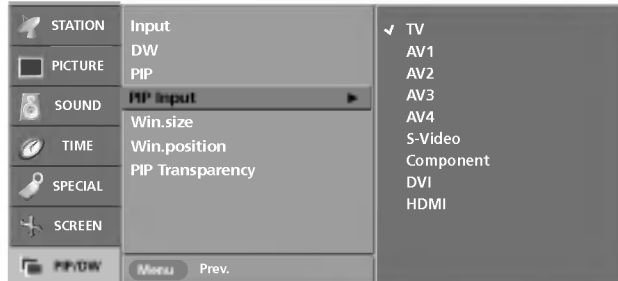 STATION
PICTURE
SOUND
TIME
SPECIAL
SCREEN
PIP/DW
Input
DW
PIP
PIP Input
Win.size
Win.position
PIP Transparency
Menu Prev.
TV
AV1
AV2
AV3
AV4
S-Video
Component
DVI
HDMI